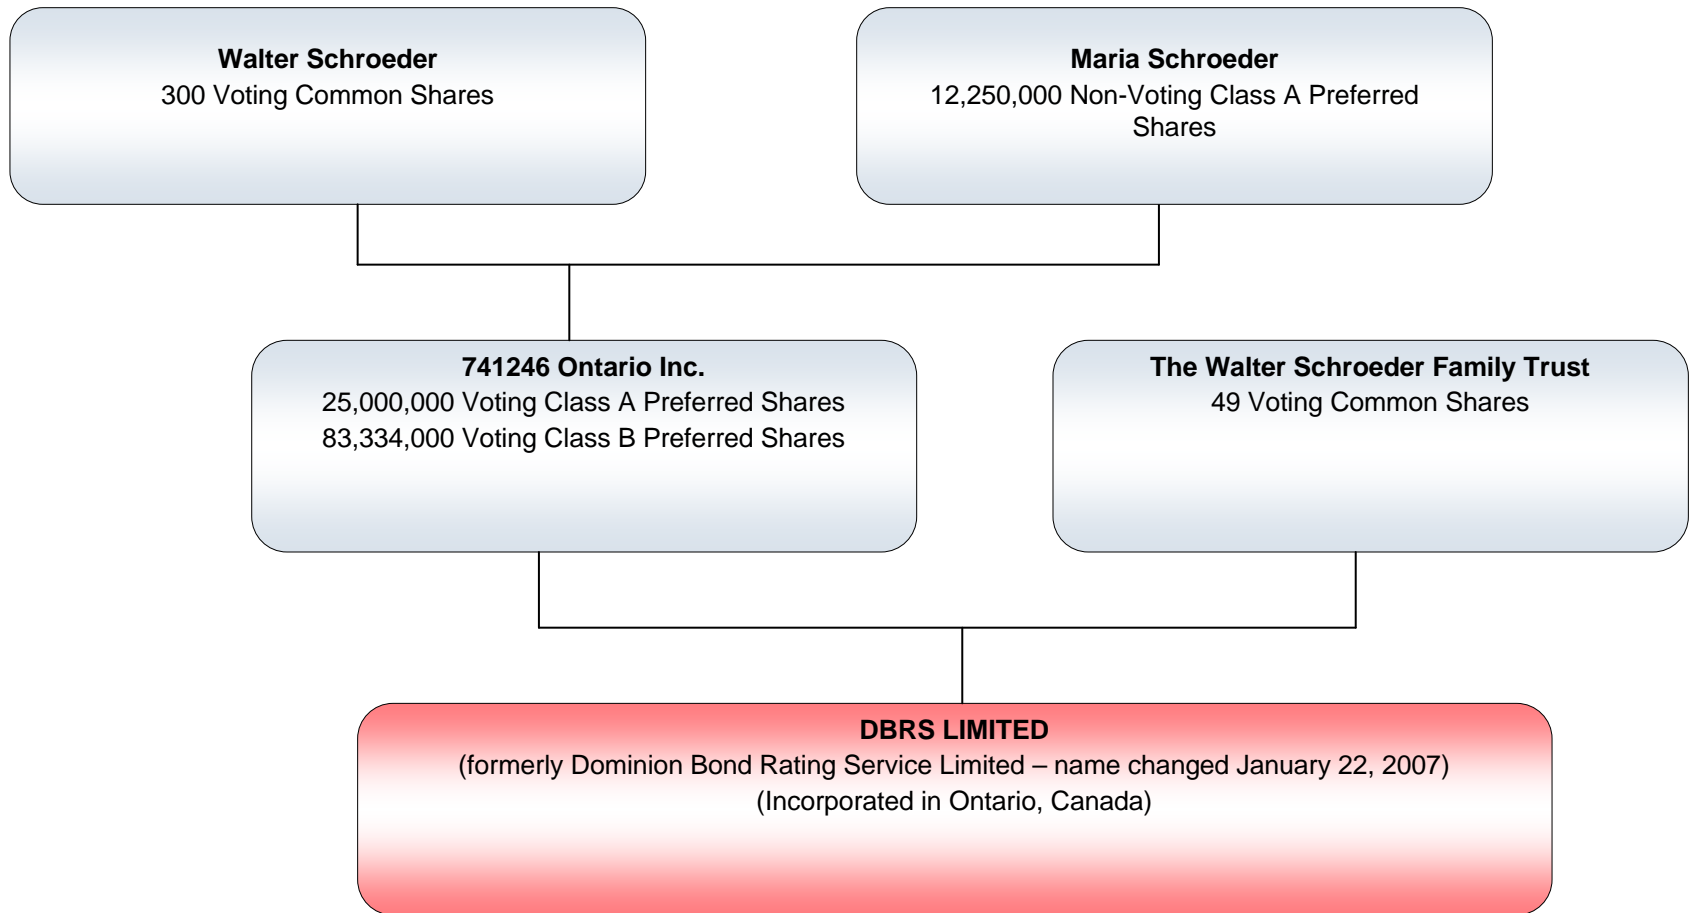 Walter Schroeder
300 Voting Common Shares
Maria Schroeder
12,250,000 Non-Voting Class A Preferred
Shares
741246 Ontario Inc.
25,000,000 Voting Class A Preferred Shares
83,334,000 Voting Class B Preferred Shares
The Walter Schroeder Family Trust
49 Voting Common Shares
DBRS LIMITED
(formerly Dominion Bond Rating Service Limited – name changed January 22, 2007)
(Incorporated in Ontario, Canada)